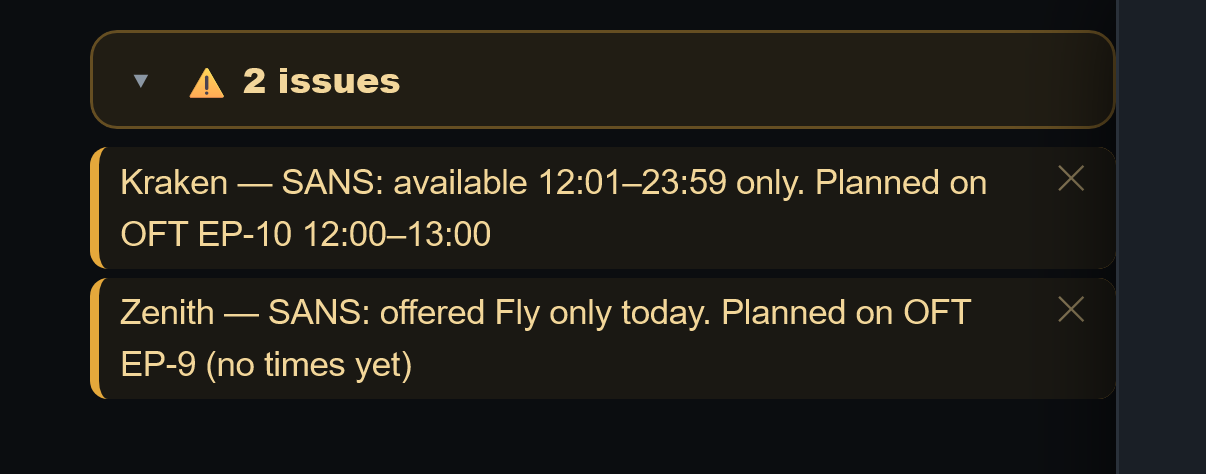 2 issues
Kraken — SANS: available 12:01–23:59 only. Planned on
OFT EP-10 12:00–13:00
Zenith — SANS: offered Fly only today. Planned on OFT
EP-9 (no times yet)